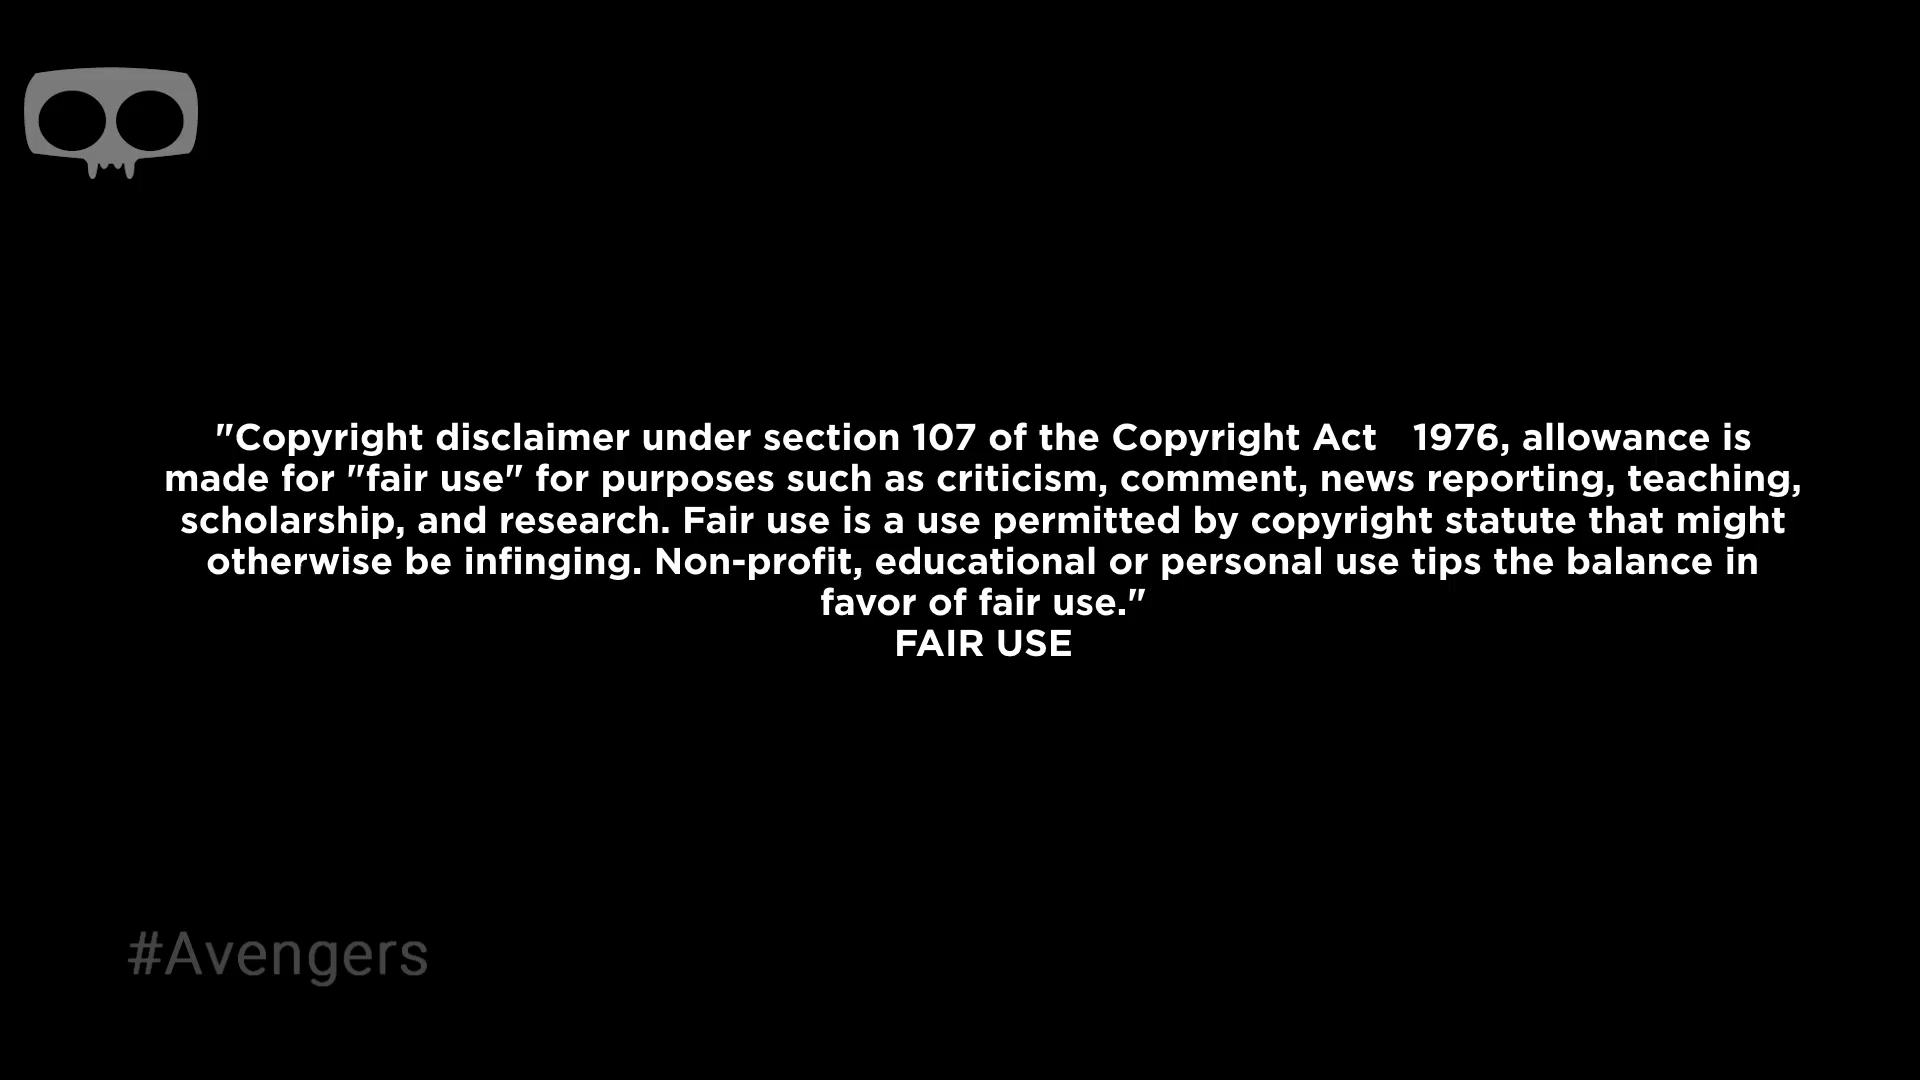 "Copyright disclaimer under section 107 of the Copyright Act   1976, allowance is
made for "fair use" for purposes such as criticism, comment, news reporting, teaching,
scholarship, and research. Fair use is a use permitted by copyright statute that might
otherwise be infinging. Non-profit, educational or personal use tips the balance in
favor of fair use."
FAIR USE
#Avengers